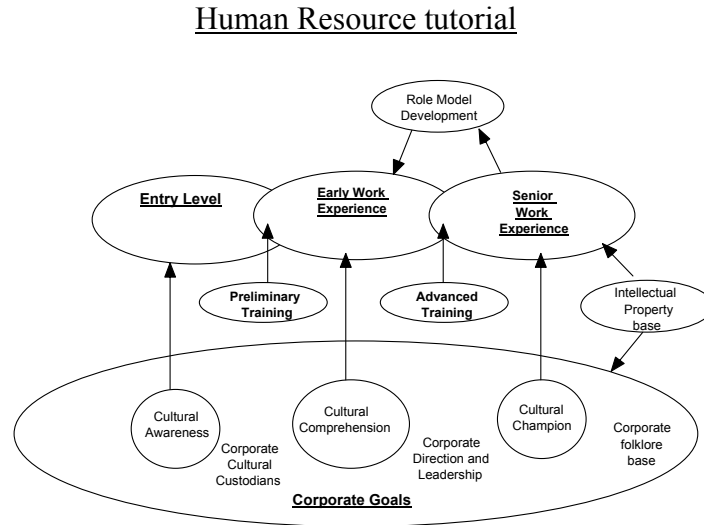 Human Resource tutorial
Role Model
Development
Entry Level
Early Work
Experience
Senior
Work
Experience
Preliminary
Training
Advanced
Training
Intellectual
Property
base
Cultural
Awareness
Cultural
Comprehension
Cultural
Champion
Corporate
Cultural
Custodians
Corporate
Direction and
Leadership
Corporate
folklore
base
Corporate Goals